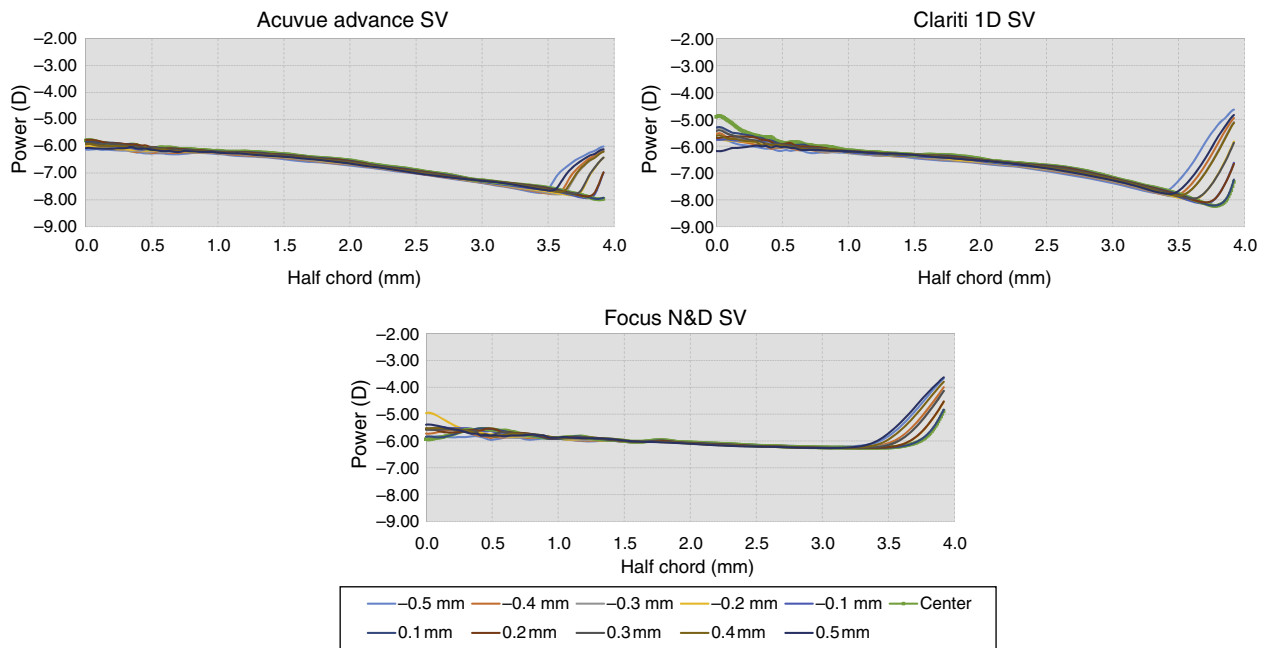 Acuvue advance SV
–2.00
–3.00
–4.00
–5.00
–6.00
–7.00
–8.00
–9.00
Power (D)
0.0 0.5 1.0 1.5 2.0 2.5 3.0 3.5 4.0
Half chord (mm)
Clariti 1D SV
–2.00
–3.00
–4.00
–5.00
–6.00
–7.00
–8.00
–9.00
Power (D)
0.0 0.5 1.0 1.5 2.0 2.5 3.0 3.5 4.0
Half chord (mm)
Focus N&D SV
–2.00
–3.00
–4.00
–5.00
–6.00
–7.00
–8.00
–9.00
Power (D)
0.0 0.5 1.0 1.5 2.0 2.5 3.0 3.5 4.0
Half chord (mm)
–0.5 mm –0.4 mm –0.3 mm –0.2 mm –0.1 mm Center
0.1 mm 0.2 mm 0.3 mm 0.4 mm 0.5 mm